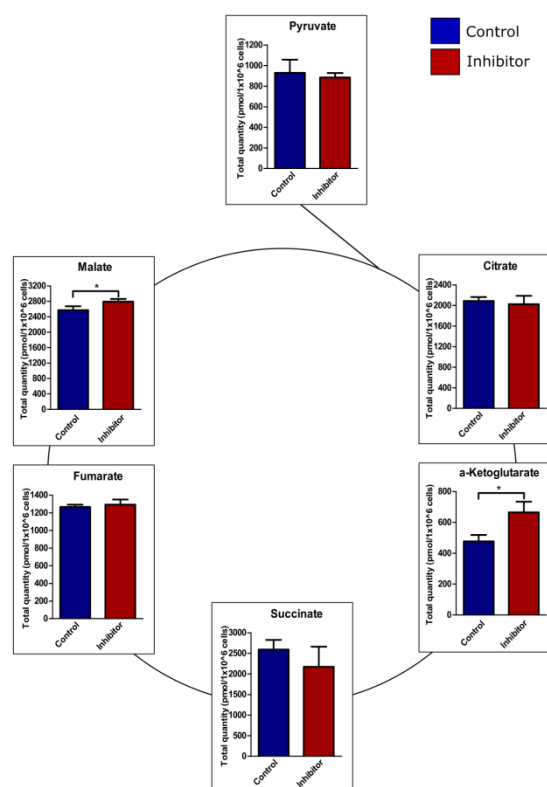 Pyruvate
Total quantity (pmol/1x10^6 cells)
1200
1000
800
600
400
200
0
Control
Inhibitor
Control
Inhibitor
Malate
*
Total quantity (pmol/1x10^6 cells)
3200
2800
2400
2000
1600
1200
800
400
0
Control
Inhibitor
Citrate
Total quantity (pmol/1x10^6 cells)
2400
2000
1600
1200
800
400
0
Control
Inhibitor
Fumarate
Total quantity (pmol/1x10^6 cells)
1400
1200
1000
800
600
400
200
0
Control
Inhibitor
a-Ketoglutarate
*
Total quantity (pmol/1x10^6 cells)
800
600
400
200
0
Control
Inhibitor
Succinate
Total quantity (pmol/1x10^6 cells)
3000
2500
2000
1500
1000
500
0
Control
Inhibitor